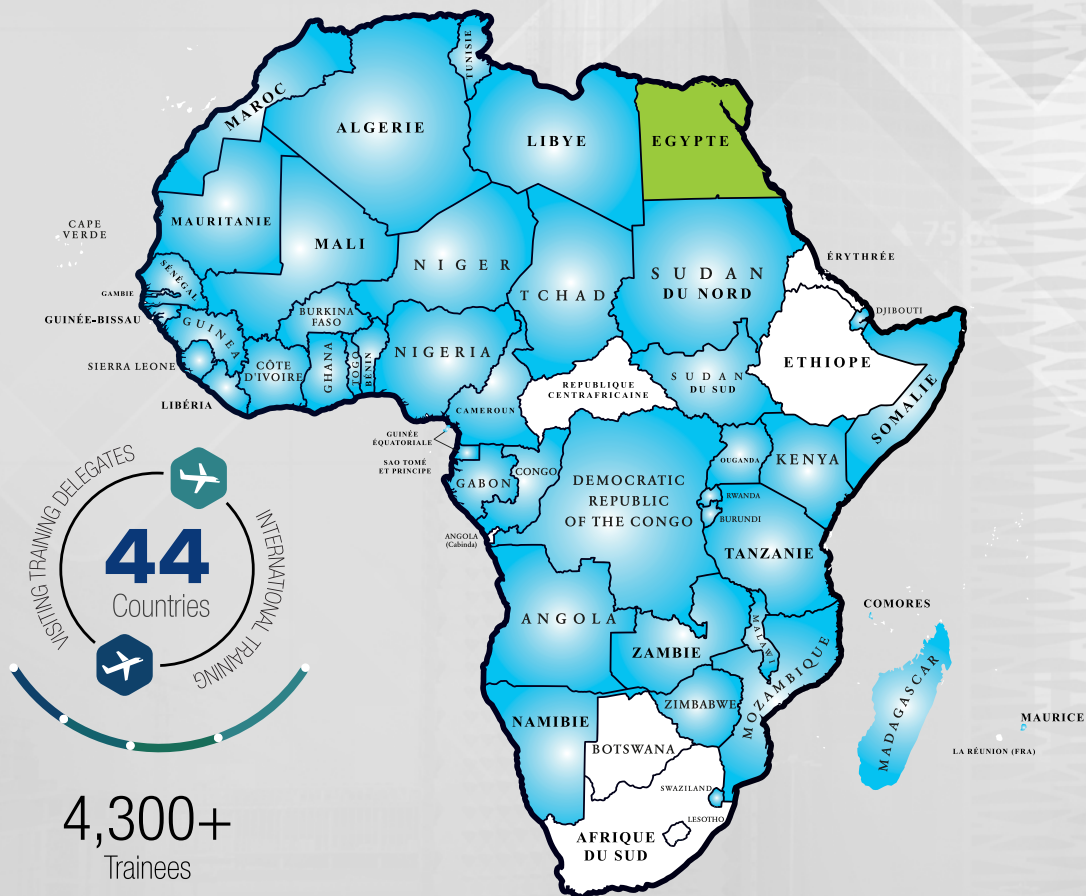 TUNISIE
MAROC
ALGERIE
LIBYE
EGYPTE
CAPE
VERDE
MAURITANIE
MALI
NIGER
TCHAD
SUDAN
DU NORD
ÉRYTHRÉE
SÉNÉGAL
GAMBIE
GUINÉE-BISSAU
GUINEA
BURKINA
FASO
DJIBOUTI
SIERRA LEONE
CÔTE
D'IVOIRE
GHANA
TOGO
BÉNIN
NIGERIA
REPUBLIQUE
CENTRAFRICAINE
SUDAN
DU SUD
ETHIOPE
SOMALIE
LIBÉRIA
CAMEROUN
GUINÉE
ÉQUATORIALE
SAO TOMÉ
ET PRINCIPE
GABON
CONGO
DEMOCRATIC
REPUBLIC
OF THE CONGO
OUGANDA
KENYA
RWANDA
BURUNDI
ANGOLA
(Cabinda)
TANZANIE
VISITING TRAINING DELEGATES
INTERNATIONAL TRAINING
44
Countries
ANGOLA
ZAMBIE
MALAWI
MOZAMBIQUE
COMORES
MADAGASCAR
MAURICE
LA RÉUNION (FRA)
NAMIBIE
ZIMBABWE
BOTSWANA
SWAZILAND
LESOTHO
AFRIQUE
DU SUD
4,300+
Trainees